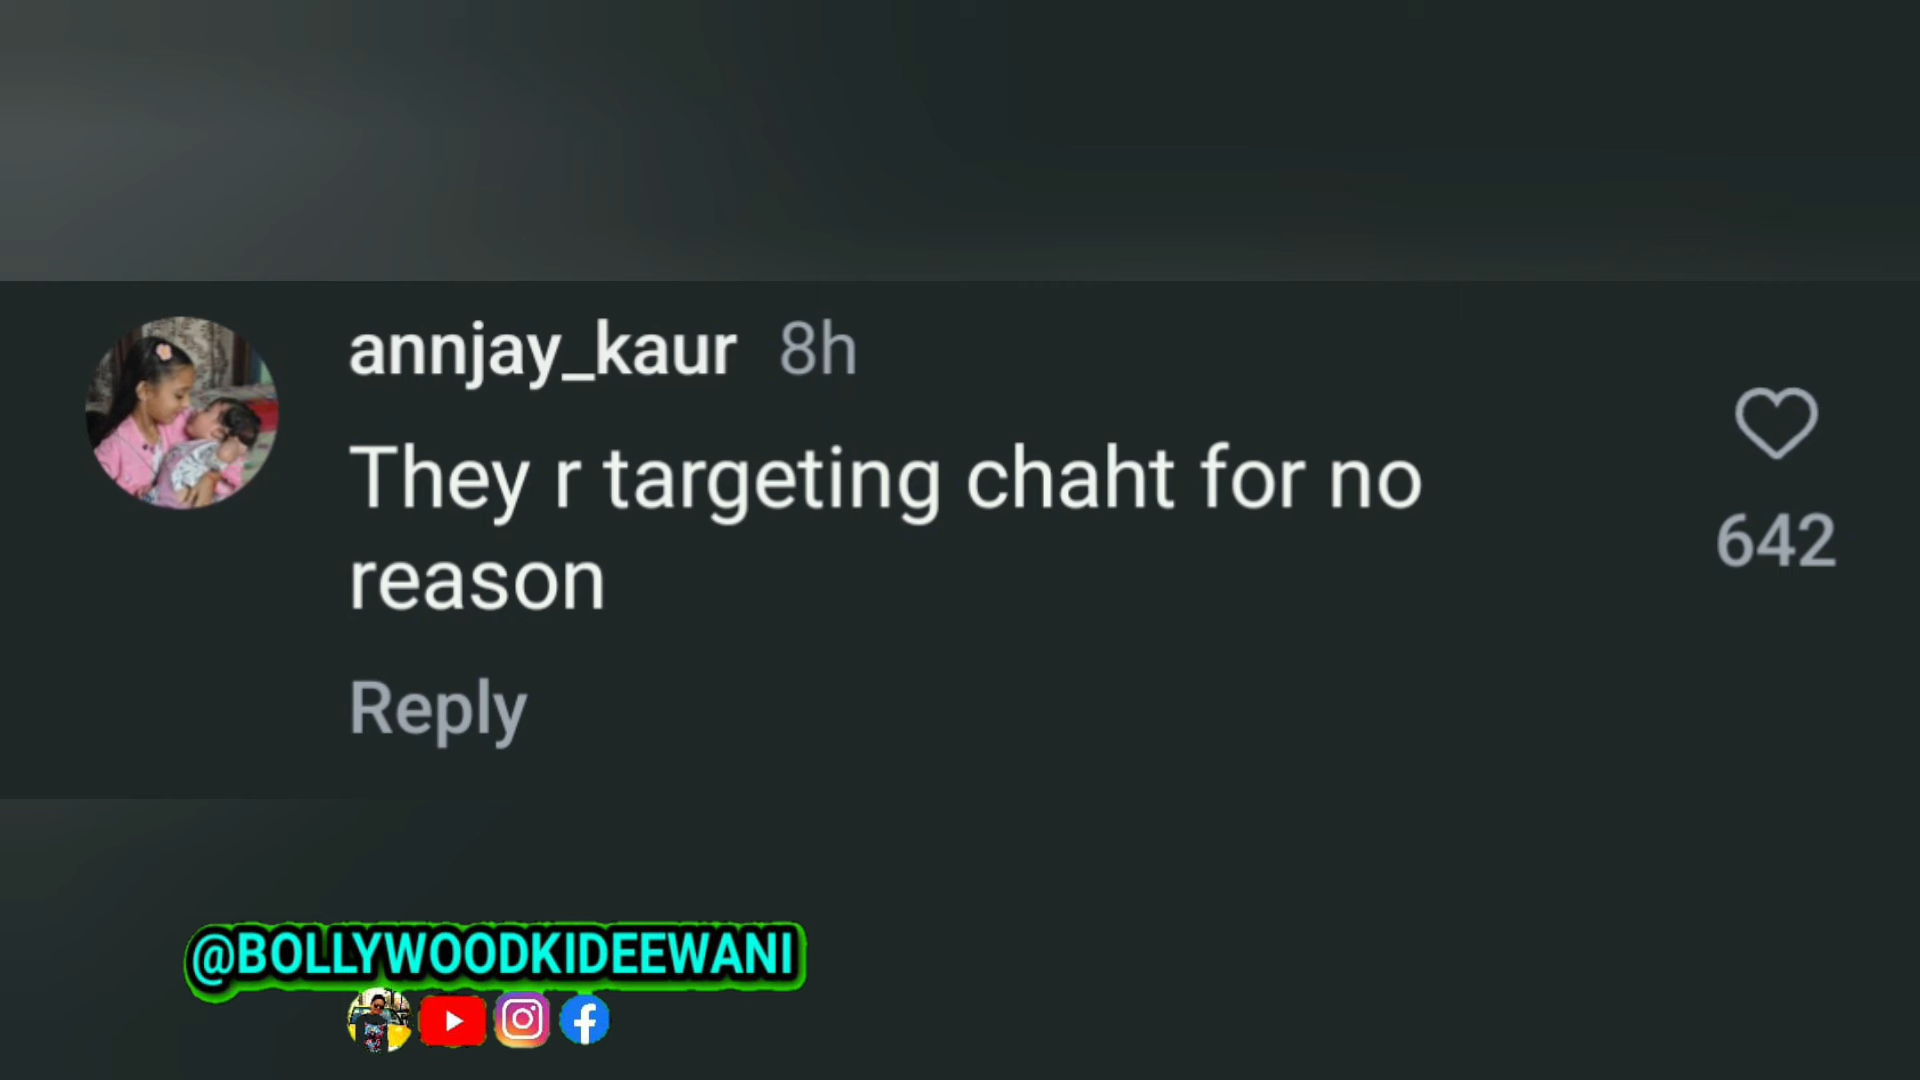 annjay_kaur 8h
They r targeting chaht for no
reason
642
Reply
@BOLLYWOODKIDEEWANI